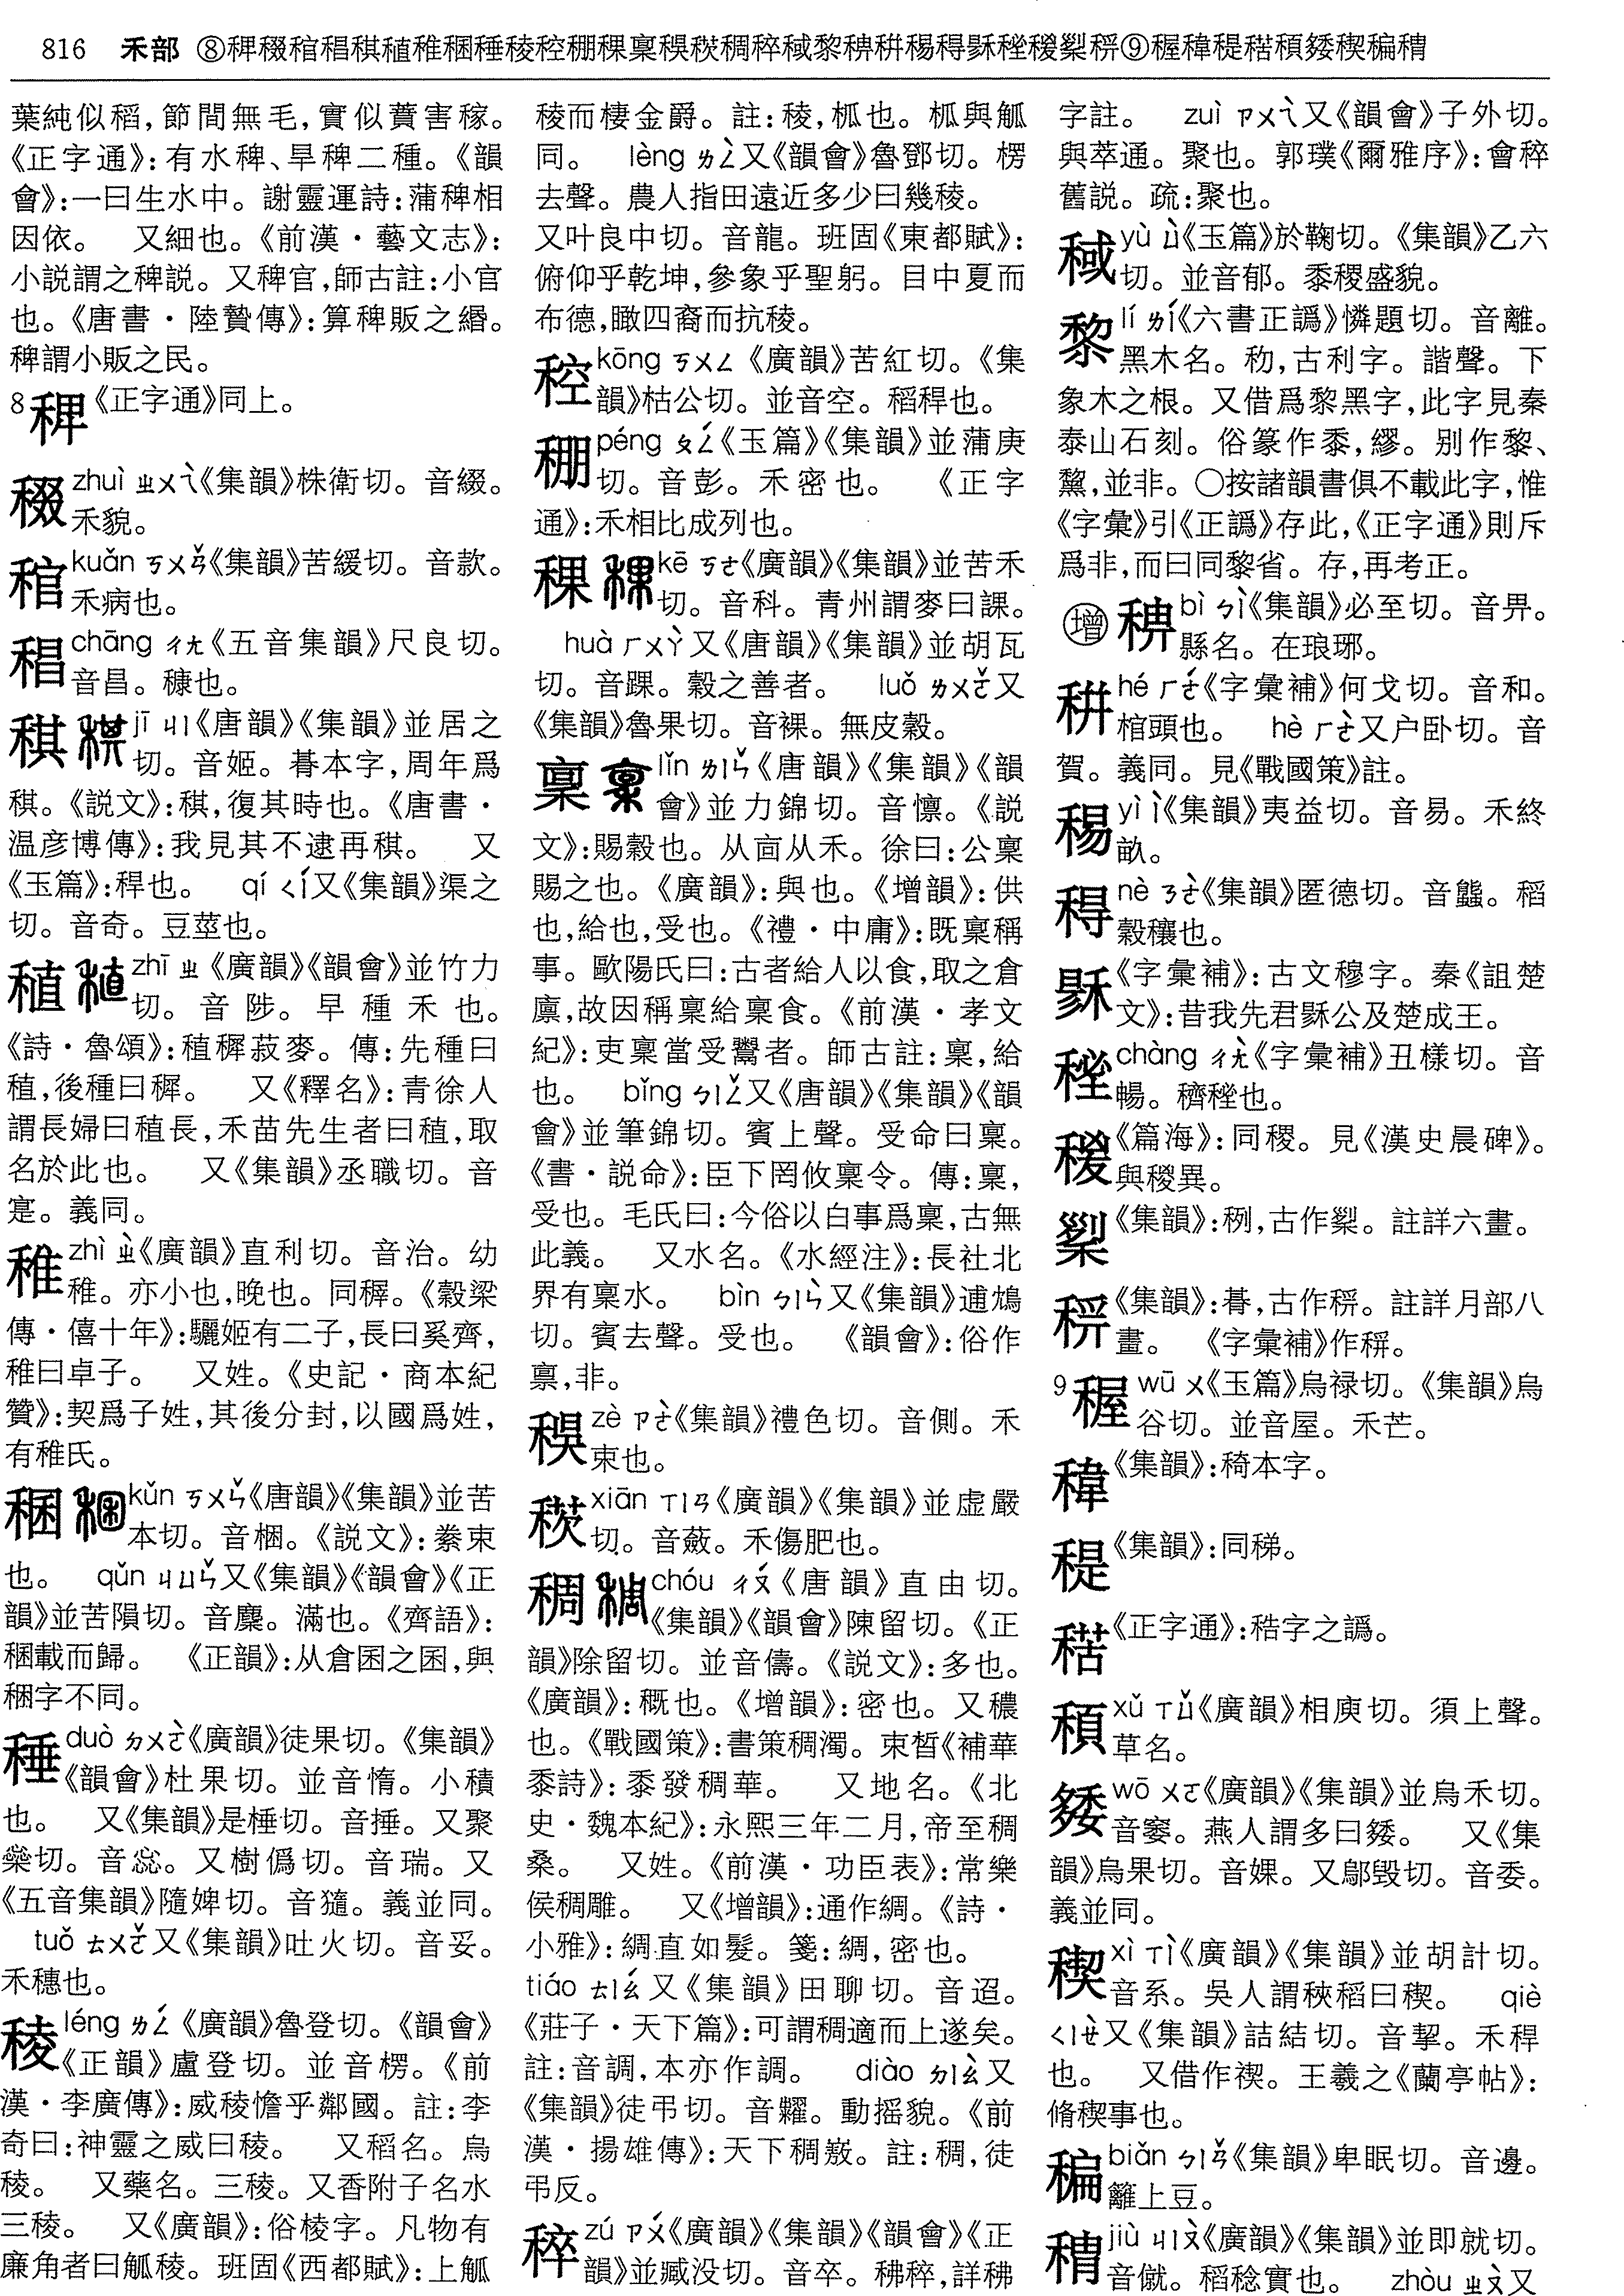 816 禾部 ⑧稗稯棺稆稘稙稚稇稑稜稏稝稞稟稬稴稠稡稢黎䅍䅈䅘䅞䅓⑨䅧稗稹稽
葉純似稻，節間無毛，實似薲害稼。
《正字通》：有水稗、旱稗二種。《韻
會》：一曰生水中。謝靈運詩：蒲稗相
因依。 又細也。《前漢·藝文志》：
小説謂之稗説。又稗官，師古註：小官
也。《唐書·陸贄傳》：算稗販之緡。
稗謂小販之民。
8稗《正字通》同上。
zhuì ㄓㄨㄟˋ《集韻》株衛切。音綴。
禾貌。
kuǎn ㄎㄨㄢˇ《集韻》苦緩切。音款。
禾病也。
chāng ㄔㄤ《五音集韻》尺良切。
音昌。穅也。
稘 jī ㄐㄧ《唐韻》《集韻》並居之
切。音姬。朞本字，周年爲
稘。《説文》：稘，復其時也。《唐書·
温彦博傳》：我見其不逮再稘。 又
《玉篇》：稈也。 qí ㄑㄧˊ又《集韻》渠之
切。音奇。豆莖也。
稙 zhī ㄓ《廣韻》《韻會》並竹力
切。音陟。早種禾也。
《詩·魯頌》：稙穉菽麥。傳：先種曰
稙，後種曰穉。 又《釋名》：青徐人
謂長婦曰稙長，禾苗先生者曰稙，取
名於此也。 又《集韻》丞職切。音
寔。義同。
稚 zhì ㄓˋ《廣韻》直利切。音治。幼
稚。亦小也，晚也。同稺。《穀梁
傳·僖十年》：驪姬有二子，長曰奚齊，
稚曰卓子。 又姓。《史記·商本紀
贊》：契爲子姓，其後分封，以國爲姓，
有稚氏。
稇 kǔn ㄎㄨㄣˇ《唐韻》《集韻》並苦
本切。音梱。《説文》：絭束
也。 qǔn ㄐㄩㄣˇ又《集韻》《韻會》《正
韻》並苦隕切。音麇。滿也。《齊語》：
稇載而歸。 《正韻》：从倉囷之囷，與
稇字不同。
duò ㄉㄨㄛˋ《廣韻》徒果切。《集韻》
《韻會》杜果切。並音惰。小積
也。 又《集韻》是棰切。音捶。又聚
橤切。音惢。又樹僞切。音瑞。又
《五音集韻》隨婢切。音䝐。義並同。
tuǒ ㄊㄨㄛˇ又《集韻》吐火切。音妥。
禾穗也。
稜 léng ㄌㄥˊ《廣韻》魯登切。《韻會》
《正韻》盧登切。並音楞。《前
漢·李廣傳》：威稜憺乎鄰國。註：李
奇曰：神靈之威曰稜。 又稻名。烏
稜。 又藥名。三稜。又香附子名水
三稜。 又《廣韻》：俗棱字。凡物有
廉角者曰觚稜。班固《西都賦》：上觚
稜而棲金爵。註：稜，柧也。柧與觚
同。 lèng ㄌㄥˋ又《韻會》魯鄧切。楞
去聲。農人指田遠近多少曰幾稜。
又叶良中切。音龍。班固《東都賦》：
俯仰乎乾坤，參象乎聖躬。目中夏而
布德，瞰四裔而抗稜。
kōng ㄎㄨㄥ《廣韻》苦紅切。《集
韻》枯公切。並音空。稻稈也。
稝 péng ㄆㄥˊ《玉篇》《集韻》並蒲庚
切。音彭。禾密也。 《正字
通》：禾相比成列也。
稞 kē ㄎㄜ《廣韻》《集韻》並苦禾
切。音科。青州謂麥曰課。
huà ㄏㄨㄚˋ又《唐韻》《集韻》並胡瓦
切。音踝。穀之善者。 luǒ ㄌㄨㄛˇ又
《集韻》魯果切。音裸。無皮穀。
稟 lǐn ㄌㄧㄣˇ《唐韻》《集韻》《韻
會》並力錦切。音懔。《説
文》：賜穀也。从㐭从禾。徐曰：公稟
賜之也。《廣韻》：與也。《增韻》：供
也，給也，受也。《禮·中庸》：既稟稱
事。歐陽氏曰：古者給人以食，取之倉
廪，故因稱稟給稟食。《前漢·孝文
紀》：吏稟當受鬻者。師古註：稟，給
也。 bǐng ㄅㄧㄥˇ又《唐韻》《集韻》《韻
會》並筆錦切。賓上聲。受命曰稟。
《書·説命》：臣下罔攸稟令。傳：稟，
受也。毛氏曰：今俗以白事爲稟，古無
此義。 又水名。《水經注》：長社北
界有稟水。 bìn ㄅㄧㄣˋ又《集韻》逋鴆
切。賓去聲。受也。 《韻會》：俗作
禀，非。
zè ㄗㄜˋ《集韻》禮色切。音側。禾
束也。
xiān ㄒㄧㄢ《廣韻》《集韻》並虚嚴
切。音蘝。禾傷肥也。
稠 chóu ㄔㄡˊ《唐韻》直由切。
《集韻》《韻會》陳留切。《正
韻》除留切。並音儔。《説文》：多也。
《廣韻》：穊也。《增韻》：密也。又穠
也。《戰國策》：書策稠濁。束皙《補華
黍詩》：黍發稠華。 又地名。《北
史·魏本紀》：永熙三年二月，帝至稠
桑。 又姓。《前漢·功臣表》：常樂
侯稠雕。 又《增韻》：通作綢。《詩·
小雅》：綢直如髮。箋：綢，密也。
tiáo ㄊㄧㄠˊ又《集韻》田聊切。音迢。
《莊子·天下篇》：可謂稠適而上遂矣。
註：音調，本亦作調。 diào ㄉㄧㄠˋ又
《集韻》徒弔切。音糶。動摇貌。《前
漢·揚雄傳》：天下稠嶅。註：稠，徒
弔反。
稡 zú ㄗㄨˊ《廣韻》《集韻》《韻會》《正
韻》並臧没切。音卒。䄶稡，詳䄶
字註。 zuì ㄗㄨㄟˋ又《韻會》子外切。
與萃通。聚也。郭璞《爾雅序》：會稡
舊説。疏：聚也。
稢 yù ㄩˋ《玉篇》於鞠切。《集韻》乙六
切。並音郁。黍稷盛貌。
lí ㄌㄧˊ《六書正譌》憐題切。音離。
黑木名。秎，古利字。諧聲。下
象木之根。又借爲黎黑字，此字見秦
泰山石刻。俗篆作黍，繆。别作黎、
黧，並非。○按諸韻書俱不載此字，惟
《字彙》引《正譌》存此，《正字通》則斥
爲非，而曰同黎省。存，再考正。
增 bì ㄅㄧˋ《集韻》必至切。音畀。
縣名。在琅琊。
hé ㄏㄜˊ《字彙補》何戈切。音和。
棺頭也。 hè ㄏㄜˋ又户卧切。音
賀。義同。見《戰國策》註。
yì ㄧˋ《集韻》夷益切。音易。禾終
畝。
nè ㄋㄜˋ《集韻》匿德切。音䘌。稻
穀穰也。
《字彙補》：古文穆字。秦《詛楚
文》：昔我先君㣎公及楚成王。
chàng ㄔㄤˋ《字彙補》丑樣切。音
暢。穧䅁也。
《篇海》：同稷。見《漢史晨碑》。
與稷異。
《集韻》：栵，古作𥟖。註詳六畫。
《集韻》：朞，古作𥞴。註詳月部八
畫。 《字彙補》作稱。
9 wū ㄨ《玉篇》烏禄切。《集韻》烏
谷切。並音屋。禾芒。
《集韻》：稦本字。
《集韻》：同稊。
《正字通》：秸字之譌。
xǔ ㄒㄩˇ《廣韻》相庾切。須上聲。
草名。
wō ㄨㄛ《廣韻》《集韻》並烏禾切。
音窔。燕人謂多曰䅗。 又《集
韻》烏果切。音婐。又鄔毁切。音委。
義並同。
稧 xì ㄒㄧˋ《廣韻》《集韻》並胡計切。
音系。吳人謂秧稻曰稧。 qiè
ㄑㄧㄝˋ又《集韻》詰結切。音挈。禾稈
也。 又借作禊。王羲之《蘭亭帖》：
脩稧事也。
稨 biǎn ㄅㄧㄢˇ《集韻》卑眠切。音邊。
籬上豆。
jiù ㄐㄧㄡˋ《廣韻》《集韻》並即就切。
音僦。稻稔實也。 zhòu ㄓㄡˋ又